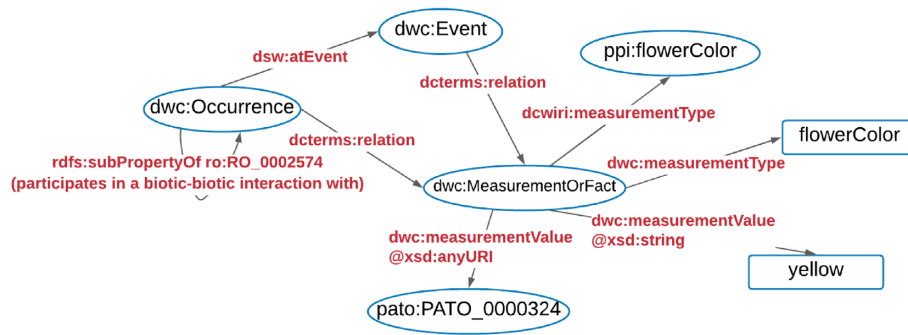 dwc:Event
ppi:flowerColor
dsw:atEvent
dcterms:relation
dwc:Occurrence
dcwiri:measurementType
flowerColor
dcterms:relation
rdfs:subPropertyOf ro:RO_0002574
(participates in a biotic-biotic interaction with)
dwc:measurementType
dwc:MeasurementOrFact
dwc:measurementValue
@xsd:anyURI
dwc:measurementValue
@xsd:string
yellow
pato:PATO_0000324